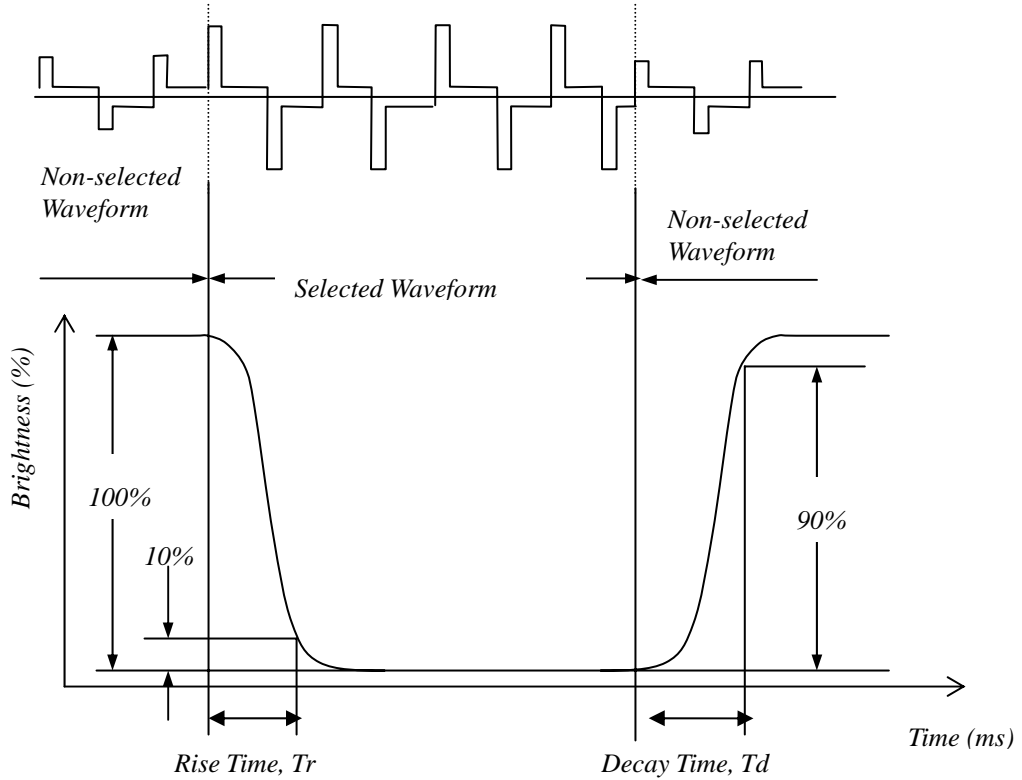 Non-selected
Waveform
Non-selected
Waveform
Selected Waveform
Brightness (%)
100%
10%
90%
Time (ms)
Rise Time, Tr
Decay Time, Td